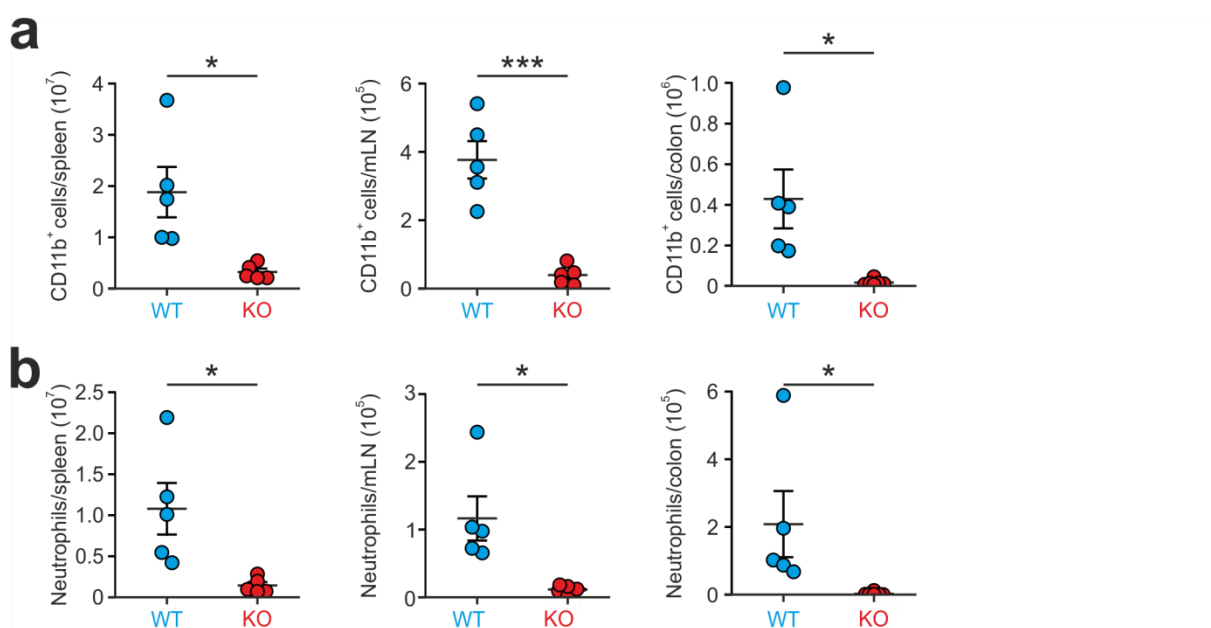 a
CD11b⁺ cells/spleen (10⁷)
*
4
3
2
1
0
WT
KO
CD11b⁺ cells/mLN (10⁵)
***
6
4
2
0
WT
KO
CD11b⁺ cells/colon (10⁶)
*
1.0
0.8
0.6
0.4
0.2
0
WT
KO
b
Neutrophils/spleen (10⁷)
*
2.5
2.0
1.5
1.0
0.5
0
WT
KO
Neutrophils/mLN (10⁵)
*
3
2
1
0
WT
KO
Neutrophils/colon (10⁵)
*
6
4
2
0
WT
KO